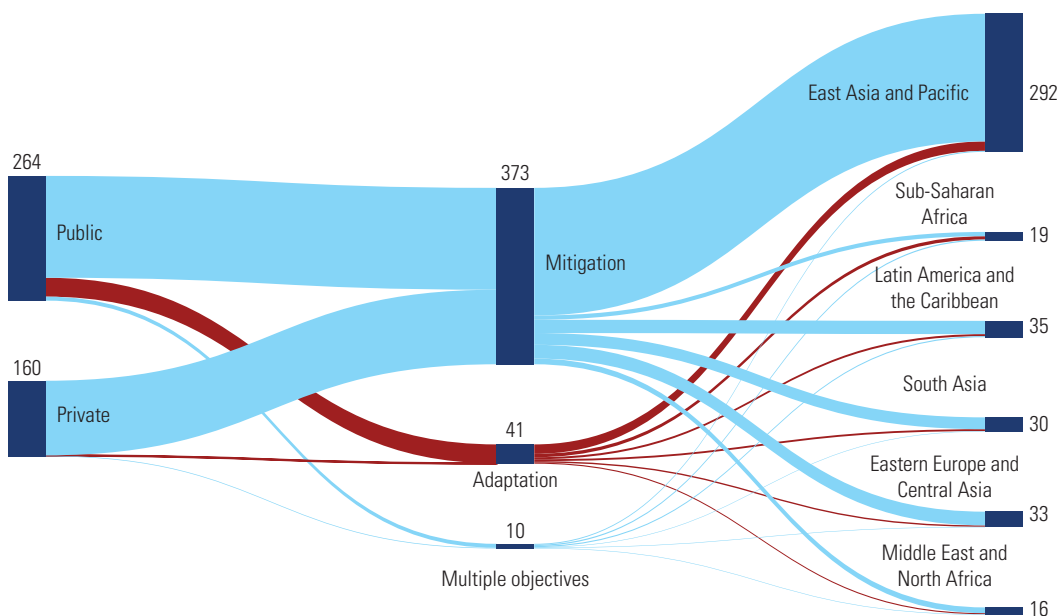 264
Public
160
Private
373
Mitigation
41
Adaptation
10
Multiple objectives
East Asia and Pacific
292
Sub-Saharan
Africa
19
Latin America and
the Caribbean
35
South Asia
30
Eastern Europe and
Central Asia
33
Middle East and
North Africa
16